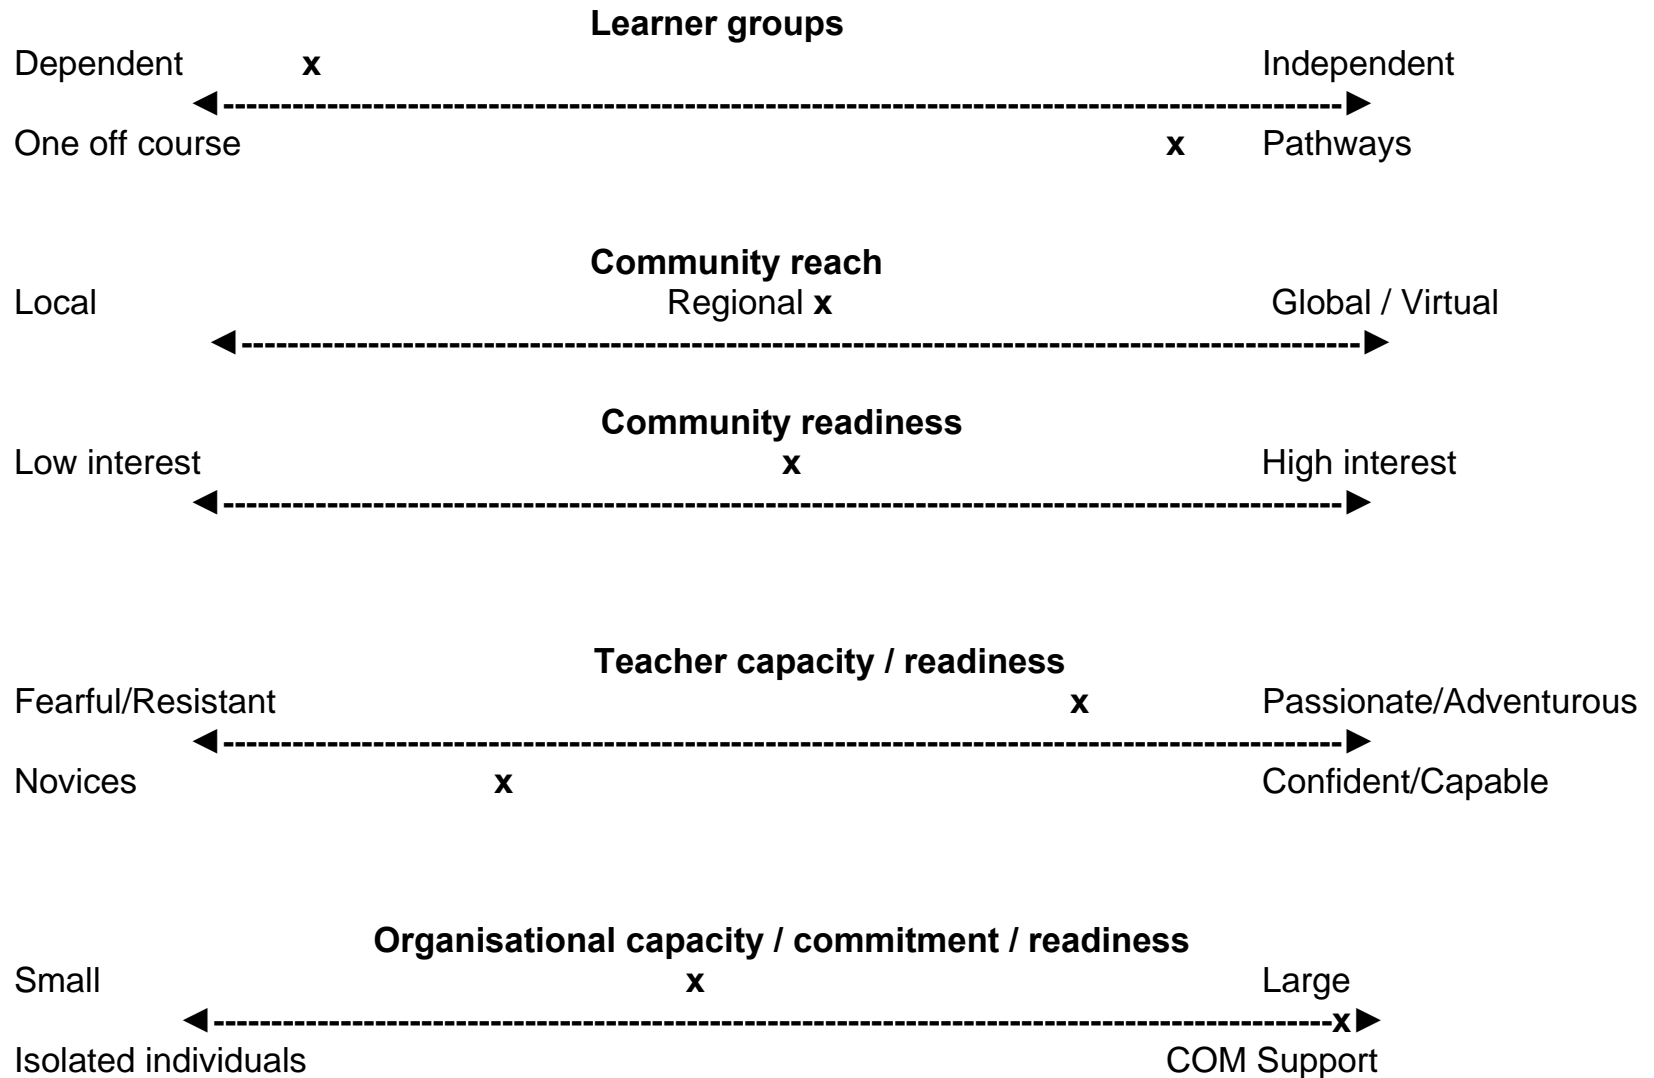 Learner groups
Dependent x Independent
◄------------------------------------------------------------------------------------------------►
One off course x Pathways
Community reach
Local Regional x Global / Virtual
◄------------------------------------------------------------------------------------------------►
Community readiness
Low interest x High interest
◄------------------------------------------------------------------------------------------------►
Teacher capacity / readiness
Fearful/Resistant x Passionate/Adventurous
◄------------------------------------------------------------------------------------------------►
Novices x Confident/Capable
Organisational capacity / commitment / readiness
Small x Large
◄------------------------------------------------------------------------------------------------x►
Isolated individuals COM Support